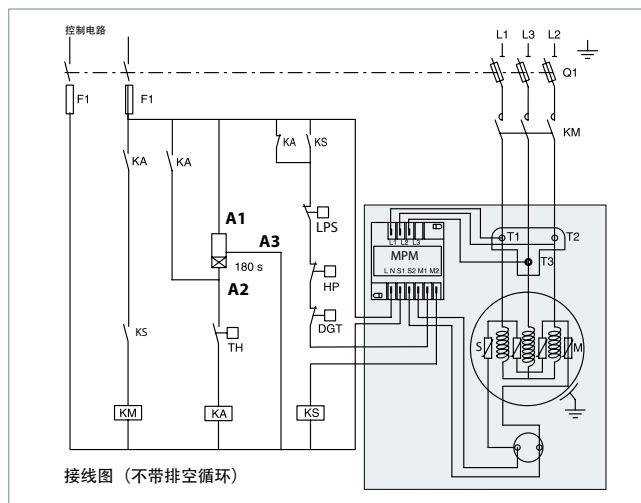 控制电路
L1 L3 L2
Q1
F1 F1
KM
KA KA KA KS
A1
A3
180 s
A2
LPS
HP
DGT
KS
TH
KM KA KS
L1 L2 L3
MPM
L N S1 S2 M1 M2
T1 T2
T3
S M
接线图（不带排空循环）